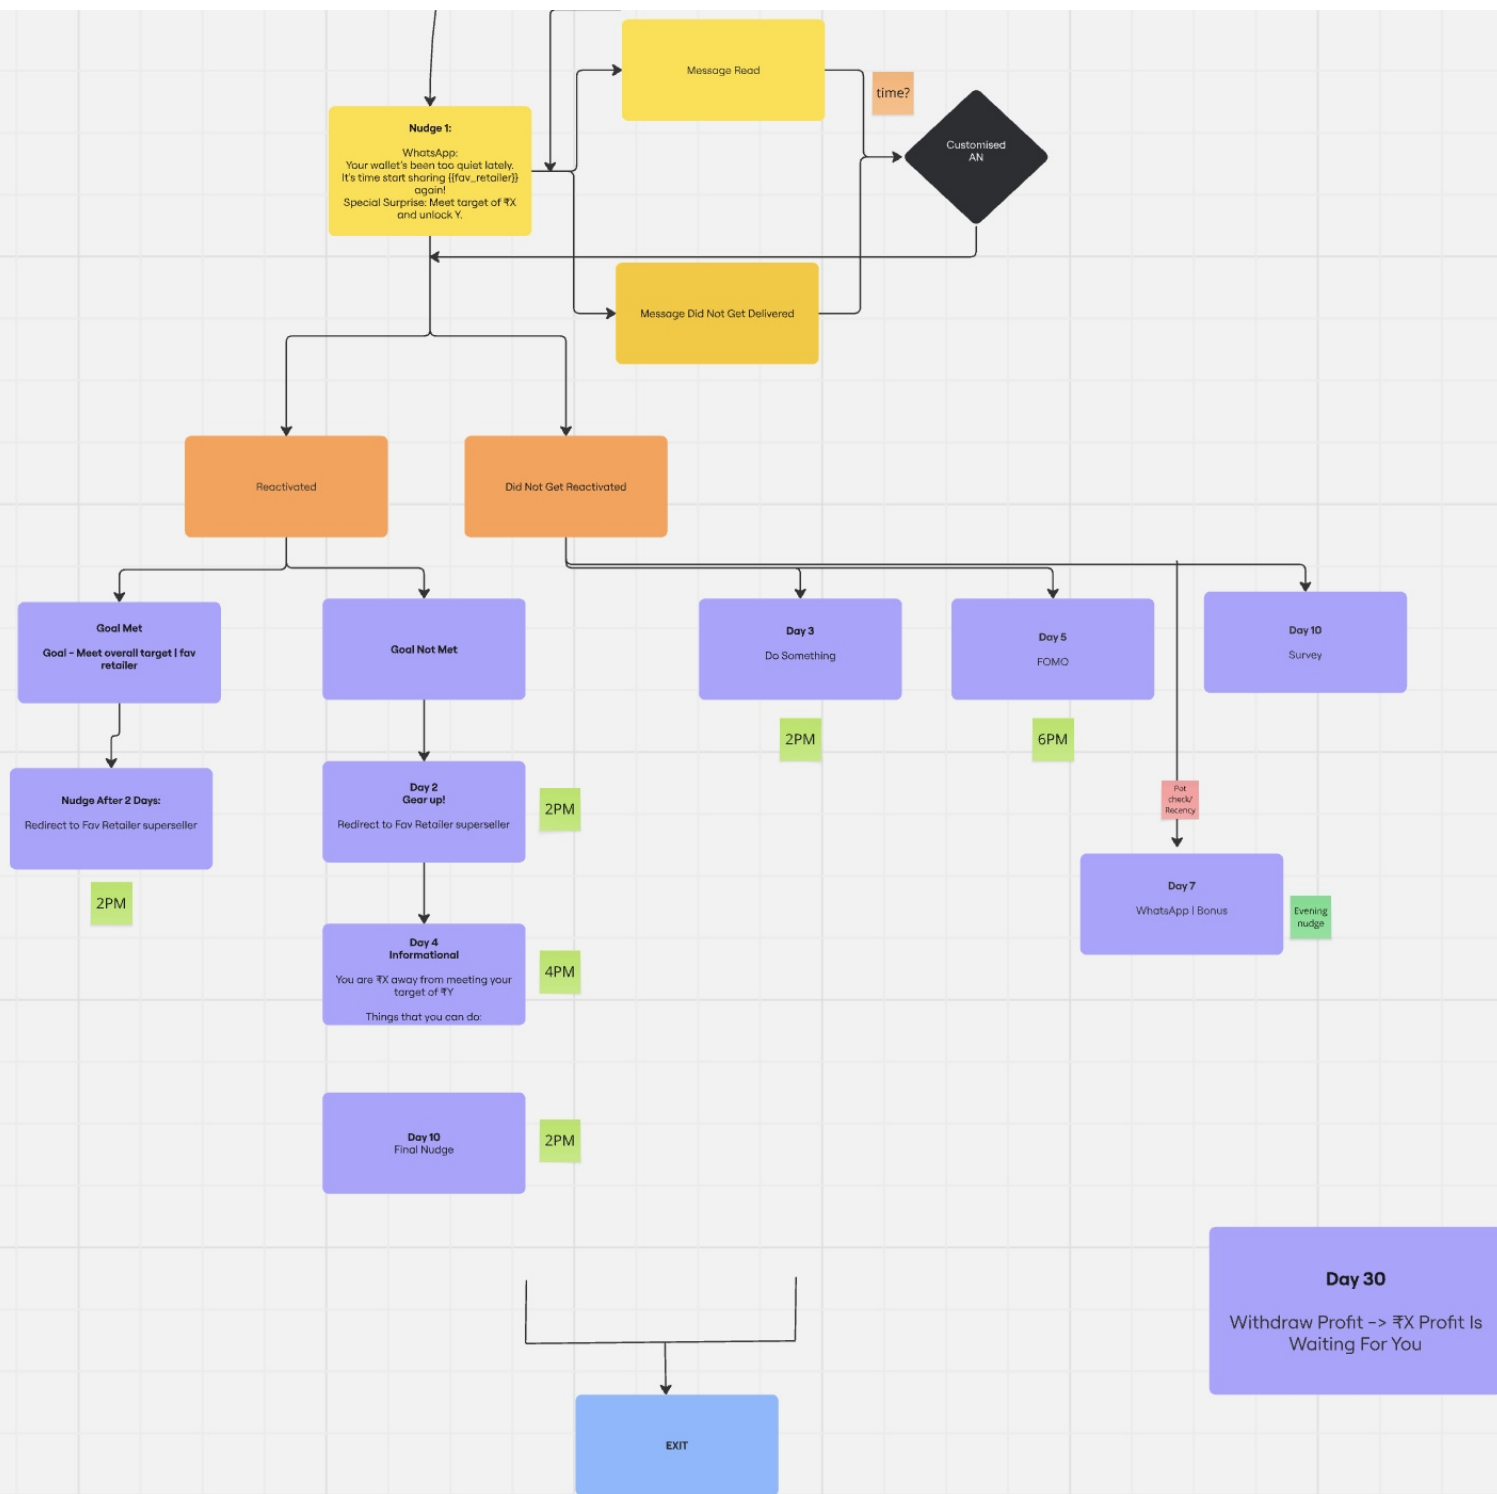 Message Read
time?
Customised
AN
Nudge 1:
WhatsApp:
Your wallet's been too quiet lately.
It's time start sharing {{fav_retailer}}
again!
Special Surprise: Meet target of ₹X
and unlock Y.
Message Did Not Get Delivered
Reactivated
Did Not Get Reactivated
Goal Met
Goal - Meet overall target | fav
retailer
Goal Not Met
Day 3
Do Something
Day 5
FOMO
Day 10
Survey
2PM
6PM
Nudge After 2 Days:
Redirect to Fav Retailer superseller
2PM
Day 2
Gear up!
Redirect to Fav Retailer superseller
2PM
Pot
check/
Recency
Day 7
WhatsApp | Bonus
Evening
nudge
Day 4
Informational
You are ₹X away from meeting your
target of ₹Y
Things that you can do:
4PM
Day 10
Final Nudge
2PM
Day 30
Withdraw Profit -> ₹X Profit Is
Waiting For You
EXIT